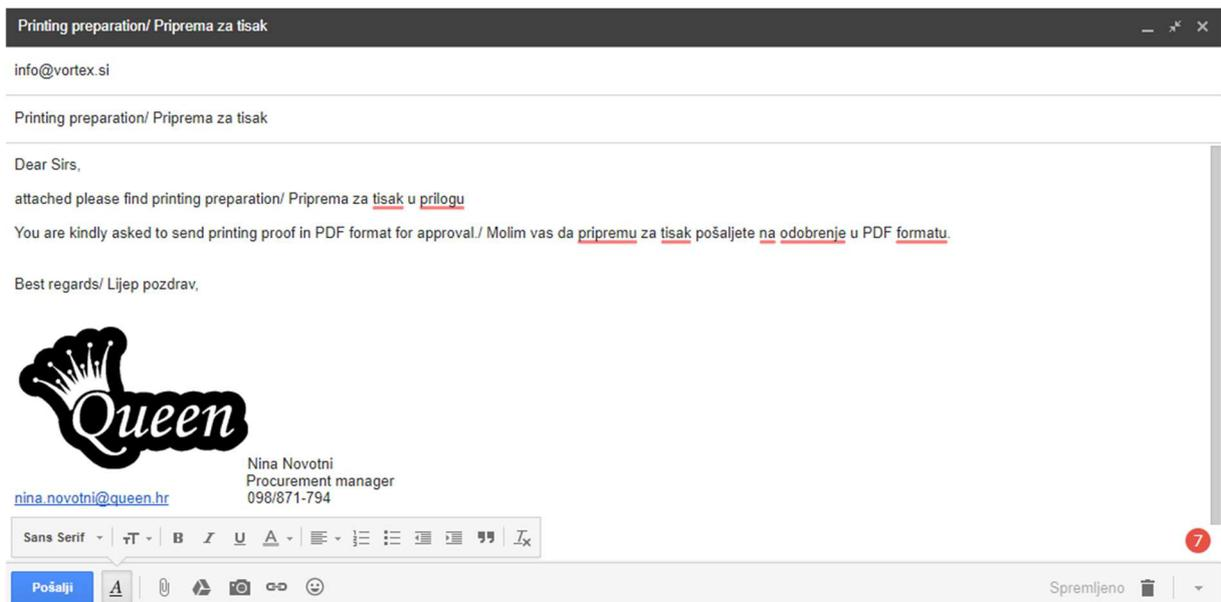 Printing preparation/ Priprema za tisak
info@vortex.si
Printing preparation/ Priprema za tisak
Dear Sirs,
attached please find printing preparation/ Priprema za tisak u prilogu
You are kindly asked to send printing proof in PDF format for approval./ Molim vas da pripremu za tisak pošaljete na odobrenje u PDF formatu.
Best regards/ Lijep pozdrav,
Queen
Nina Novotni
Procurement manager
nina.novotni@queen.hr 098/871-794
Sans Serif
7
Pošalji
Spremljeno